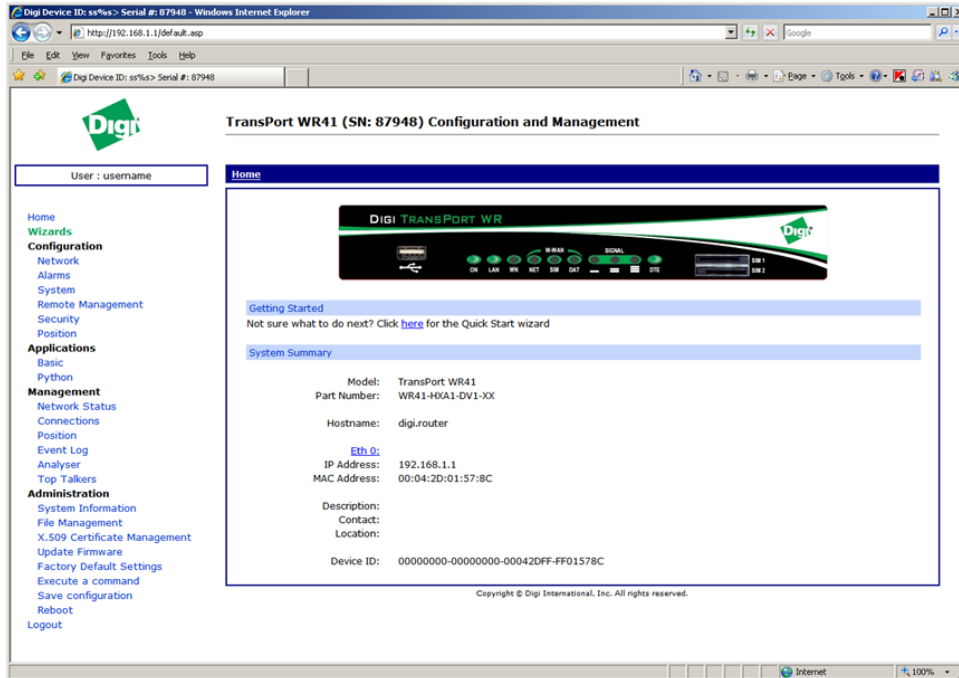 Digi Device ID: ss%s> Serial #: 87948 - Windows Internet Explorer
http://192.168.1.1/default.asp
Google
File Edit View Favorites Tools Help
Digi Device ID: ss%s> Serial #: 87948
Page Tools
Digi
TransPort WR41 (SN: 87948) Configuration and Management
User : username
Home
Home
Wizards
Configuration
Network
Alarms
System
Remote Management
Security
Position
Applications
Basic
Python
Management
Network Status
Connections
Position
Event Log
Analyser
Top Talkers
Administration
System Information
File Management
X.509 Certificate Management
Update Firmware
Factory Default Settings
Execute a command
Save configuration
Reboot
Logout
DIGI TRANSPORT WR
Digi
W-WAN SIGNAL
ON LAN WN NET SIM DAT DTE
SIM 1
SIM 2
Getting Started
Not sure what to do next? Click here for the Quick Start wizard
System Summary
Model: TransPort WR41
Part Number: WR41-HXA1-DV1-XX
Hostname: digi.router
Eth 0:
IP Address: 192.168.1.1
MAC Address: 00:04:2D:01:57:8C
Description:
Contact:
Location:
Device ID: 00000000-00000000-00042DFF-FF01578C
Copyright © Digi International, Inc. All rights reserved.
Internet
100%